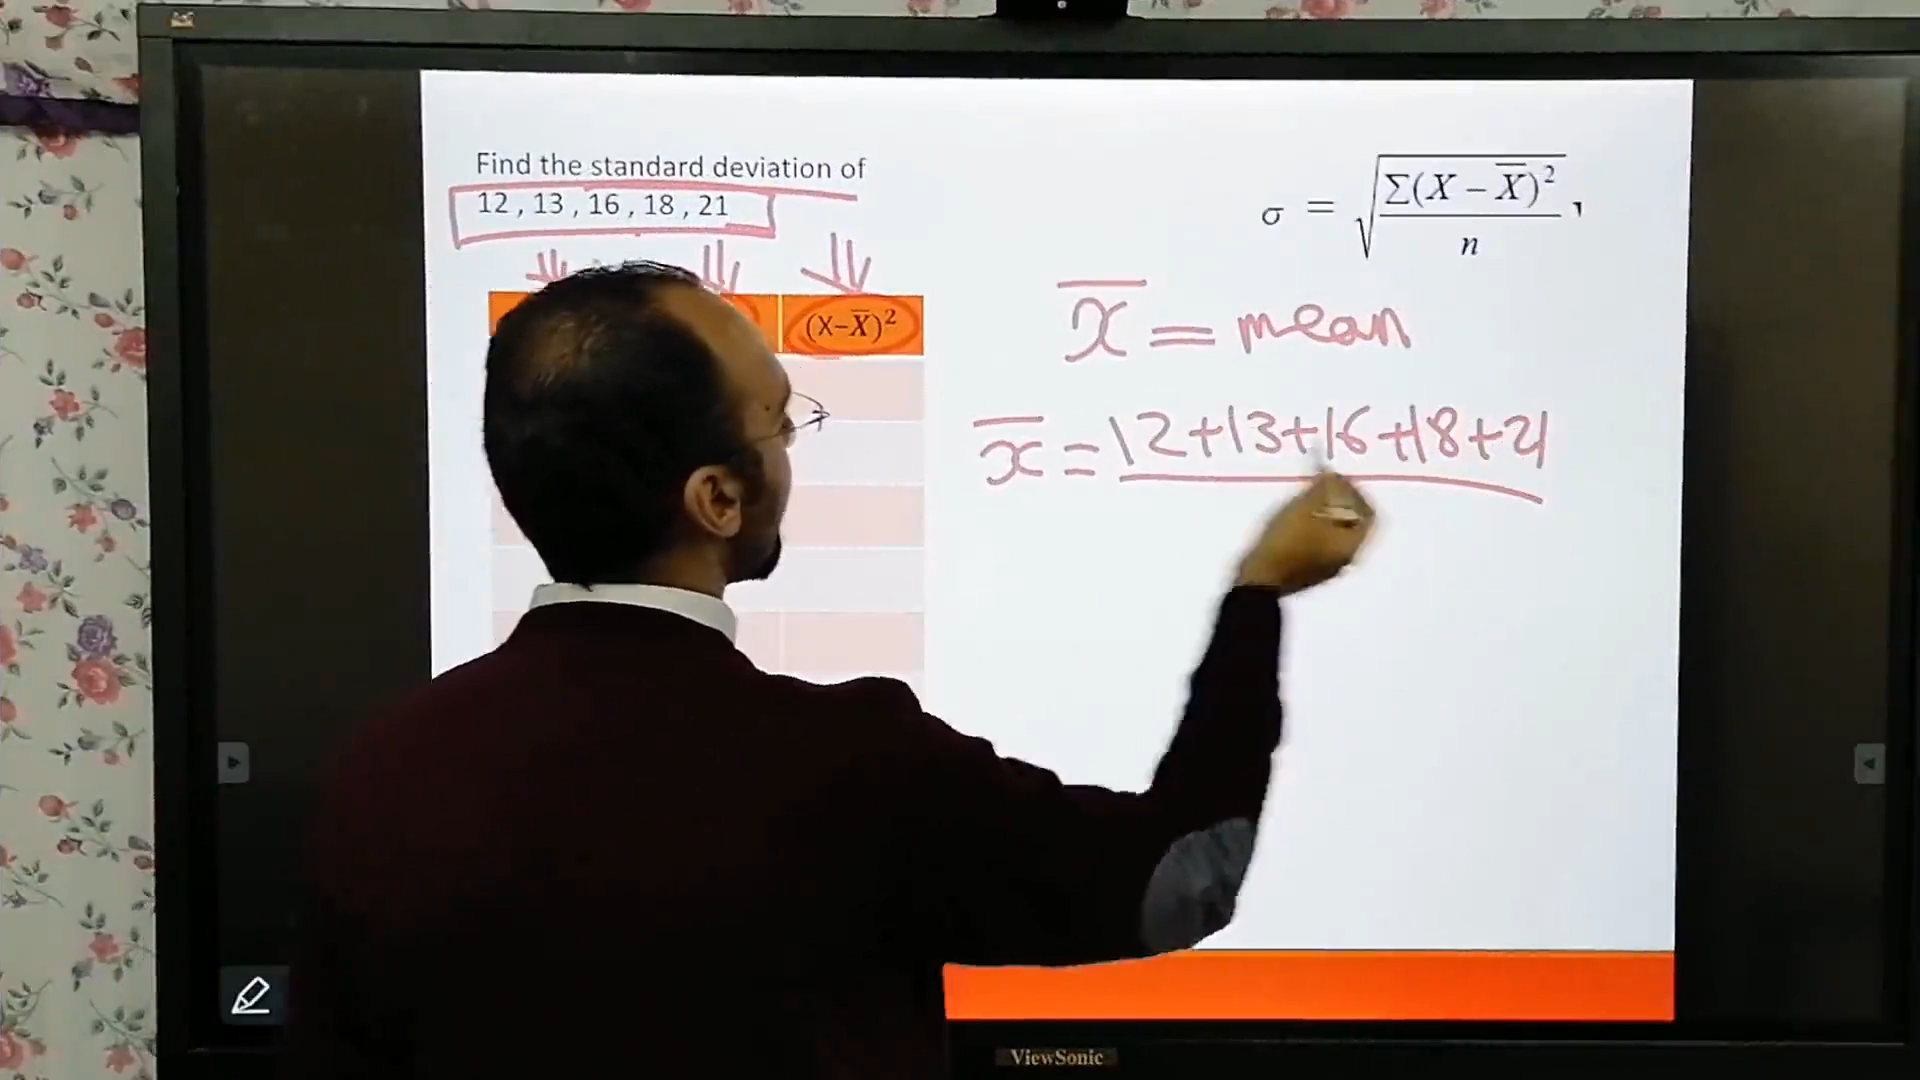 Find the standard deviation of
12 , 13 , 16 , 18 , 21
σ = √(Σ(X – X̄)² / n) ,
(X–X̄)²
x̄ = mean
x̄ = 12+13+16+18+21
ViewSonic